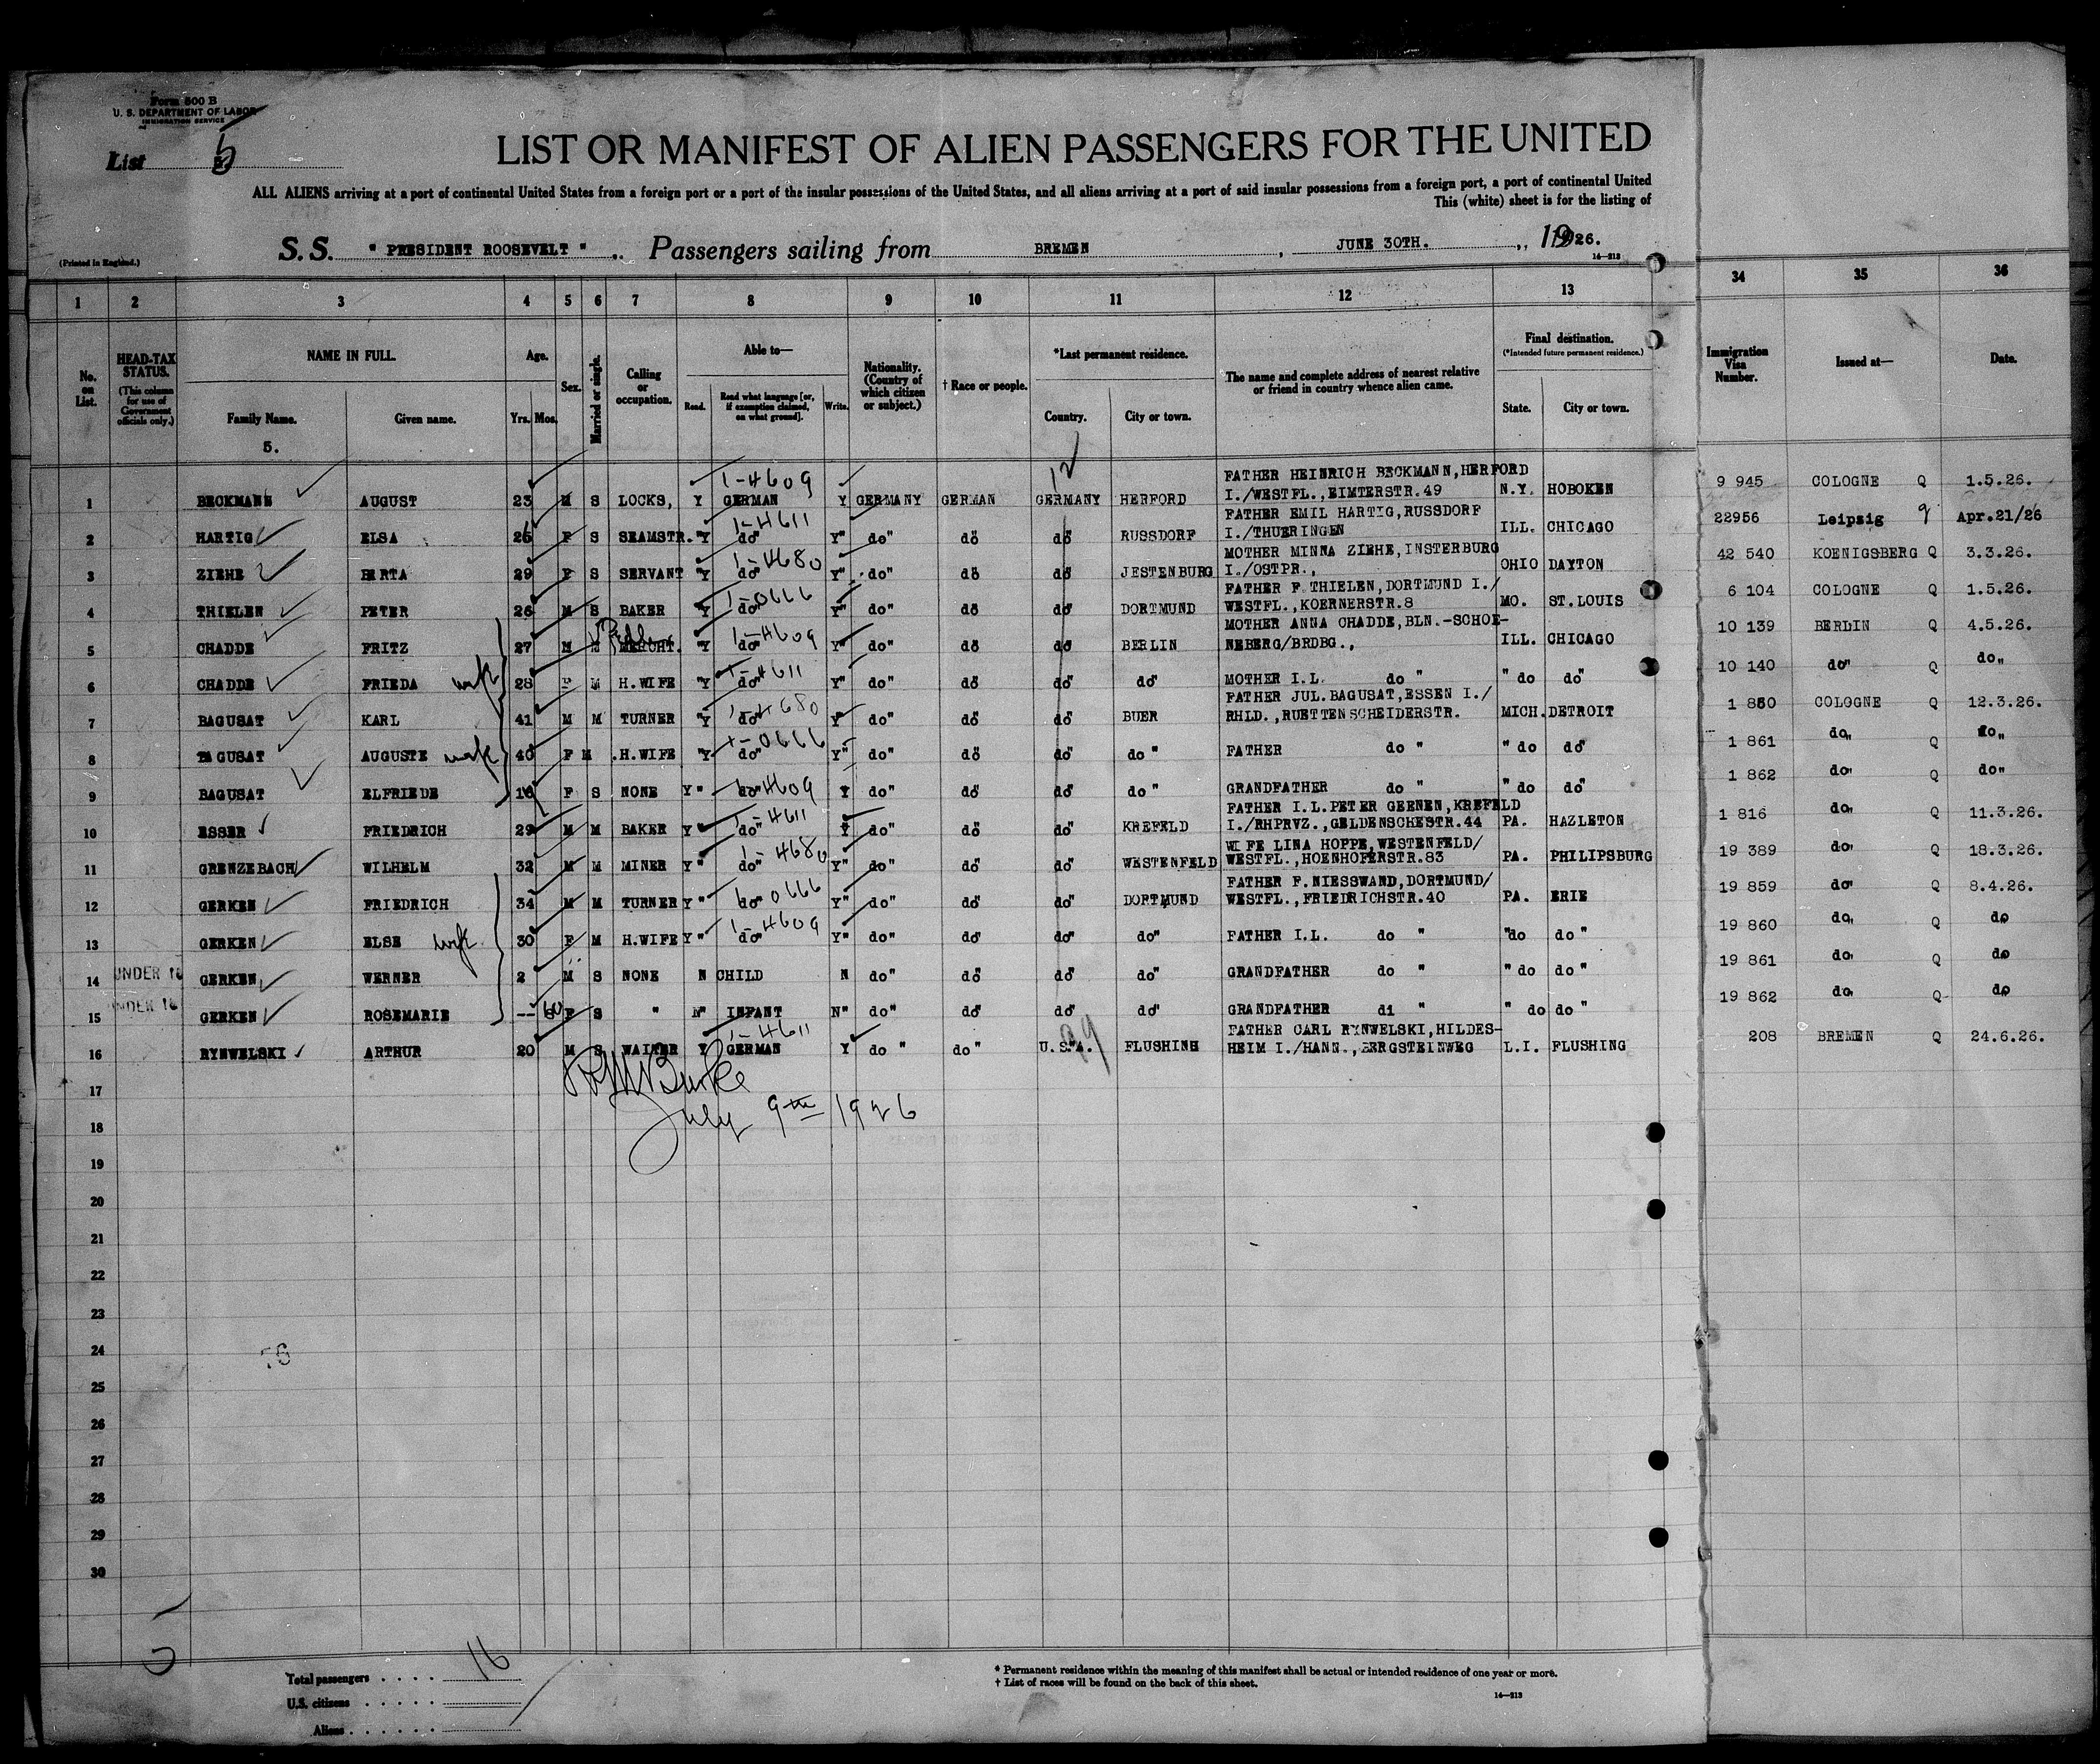 Form 500 B
U. S. DEPARTMENT OF LABOR
IMMIGRATION SERVICE
List 5
LIST OR MANIFEST OF ALIEN PASSENGERS FOR THE UNITED
ALL ALIENS arriving at a port of continental United States from a foreign port or a port of the insular possessions of the United States, and all aliens arriving at a port of said insular possessions from a foreign port, a port of continental United
This (white) sheet is for the listing of
S. S. " PRESIDENT ROOSEVELT " Passengers sailing from BREMEN, JUNE 30TH., 1926.
(Printed in England.)
14—213
1 2 3 4 5 6 7 8 9 10 11 12 13 34 35 36
No. on List.
HEAD-TAX STATUS.
(This column for use of Government officials only.)
NAME IN FULL.
Family Name. Given name.
5.
Age.
Yrs. Mos.
Sex.
Married or single.
Calling or occupation.
Able to—
Read. Read what language [or, if exemption claimed, on what ground]. Write.
Nationality. (Country of which citizen or subject.)
† Race or people.
*Last permanent residence.
Country. City or town.
The name and complete address of nearest relative or friend in country whence alien came.
Final destination.
(*Intended future permanent residence.)
State. City or town.
Immigration Visa Number.
Issued at—
Date.
12
1-4609
FATHER HEINRICH BECKMANN, HERFORD
1 BECKMANN AUGUST 23 M S LOCKS, Y GERMAN Y GERMANY GERMAN GERMANY HERFORD I./WESTFL., EIMTERSTR.49 N.Y. HOBOKEN 9 945 COLOGNE Q 1.5.26.
1-4611
FATHER EMIL HARTIG, RUSSDORF
2 HARTIG ELSA 26 F S SEAMSTR. "Y do" Y" do" do" do" RUSSDORF I./THUERINGEN ILL. CHICAGO 22956 Leipzig q Apr.21/26
1-4680
MOTHER MINNA ZIEHE, INSTERBURG
3 ZIEHE BERTA 29 F S SERVANT "Y do" Y" do" do" do" JESTENBURG I./OSTPR., OHIO DAYTON 42 540 KOENIGSBERG Q 3.3.26.
1-0666
FATHER F. THIELEN, DORTMUND I./
4 THIELEN PETER 26 M S BAKER "Y do" Y" do" do" do" DORTMUND WESTFL., KOERNERSTR.8 MO. ST.LOUIS 6 104 COLOGNE Q 1.5.26.
1-4609
MOTHER ANNA CHADDE, BLN.-SCHOE-
5 CHADDE FRITZ 27 M M MERCHT. "Y do" Y" do" do" do" BERLIN NEBERG/BRDBG., ILL. CHICAGO 10 139 BERLIN Q 4.5.26.
1-4611
6 CHADDE FRIEDA wife 28 F M H.WIFE "Y do" Y" do" do" do" do" MOTHER I.L. do " " do do" 10 140 do" Q do"
1-4680
FATHER JUL. BAGUSAT, ESSEN I./
7 BAGUSAT KARL 41 M M TURNER "Y do" Y" do" do" do" BUER RHLD., RUETTENSCHEIDERSTR. MICH. DETROIT 1 860 COLOGNE Q 12.3.26.
1-0666
8 BAGUSAT AUGUSTE wife 40 F M .H.WIFE "Y do" Y" do" do" do" do " FATHER do " " do do" 1 861 do" Q do"
1-4609
9 BAGUSAT ELFRIEDE 16 F S NONE Y " do" Y do" do" do" do " GRANDFATHER do " " do do" 1 862 do" Q do"
1-4611
FATHER I.L. PETER GERNEN, KREFELD
10 ESSER FRIEDRICH 29 M M BAKER Y " do" Y do" do" do" KREFELD I./RHPRVZ., GELDENSCHESTR.44 PA. HAZLETON 1 816 do" Q 11.3.26.
1-4680
WIFE LINA HOPPE, WESTENFELD/
11 GRENZEBACH WILHELM 32 M M MINER Y " do" Y" do" do" do" WESTENFELD WESTFL., HOENHOFERSTR.83 PA. PHILIPSBURG 19 389 do" Q 18.3.26.
1-0666
FATHER F. NIESSWAND, DORTMUND/
12 GERKEN FRIEDRICH 34 M M TURNER Y " do" Y" do" do" do" DORTMUND WESTFL., FRIEDRICHSTR.40 PA. ERIE 19 859 do" Q 8.4.26.
1-4609
13 GERKEN ELSE wife 30 F M H.WIFE Y " do" Y" do" do" do" do" FATHER I.L. do " "do do " 19 860 do" Q do
14 UNDER 16 GERKEN WERNER 2 M S NONE N CHILD N do" do" do" do" GRANDFATHER do " " do do " 19 861 do" Q do
15 UNDER 16 GERKEN ROSEMARIE -- F S " N" INFANT N" do" do" do" do" GRANDFATHER di " " do do " 19 862 do" Q do
1-4611
FATHER CARL RYNWELSKI, HILDES-
16 RYNWELSKI ARTHUR 20 M S WAITER Y GERMAN Y do " do " U.S.A. FLUSHING HEIM I./HANN., BERGSTEINWEG L.I. FLUSHING 208 BREMEN Q 24.6.26.
17
July 9th 1926
18
19
20
21
22
23
24
25
26
27
28
29
30
Total passengers . . . . 16
U.S. citizens . . . . .
Aliens . . . . . .
* Permanent residence within the meaning of this manifest shall be actual or intended residence of one year or more.
† List of races will be found on the back of this sheet.
14—213